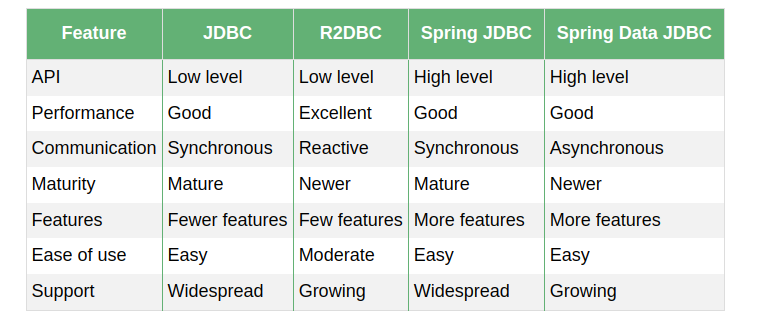 Feature JDBC R2DBC Spring JDBC Spring Data JDBC
API Low level Low level High level High level
Performance Good Excellent Good Good
Communication Synchronous Reactive Synchronous Asynchronous
Maturity Mature Newer Mature Newer
Features Fewer features Few features More features More features
Ease of use Easy Moderate Easy Easy
Support Widespread Growing Widespread Growing